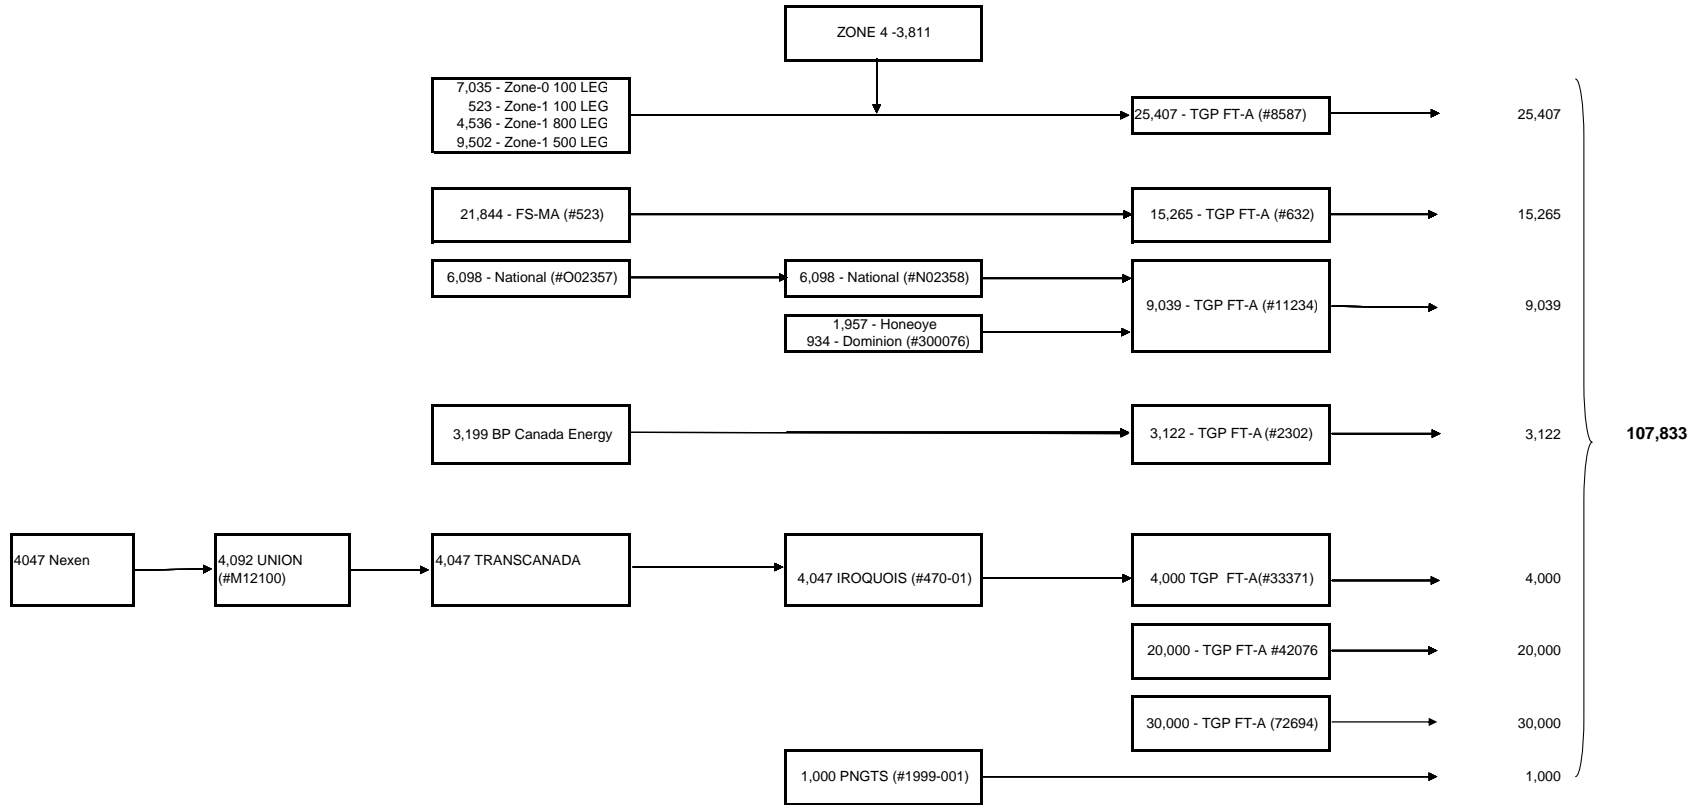 ZONE 4 -3,811
7,035 - Zone-0 100 LEG
523 - Zone-1 100 LEG
4,536 - Zone-1 800 LEG
9,502 - Zone-1 500 LEG
25,407 - TGP FT-A (#8587)
25,407
21,844 - FS-MA (#523)
15,265 - TGP FT-A (#632)
15,265
6,098 - National (#O02357)
6,098 - National (#N02358)
1,957 - Honeoye
934 - Dominion (#300076)
9,039 - TGP FT-A (#11234)
9,039
3,199 BP Canada Energy
3,122 - TGP FT-A (#2302)
3,122
107,833
4047 Nexen
4,092 UNION
(#M12100)
4,047 TRANSCANADA
4,047 IROQUOIS (#470-01)
4,000 TGP  FT-A(#33371)
4,000
20,000 - TGP FT-A #42076
20,000
30,000 - TGP FT-A (72694)
30,000
1,000 PNGTS (#1999-001)
1,000